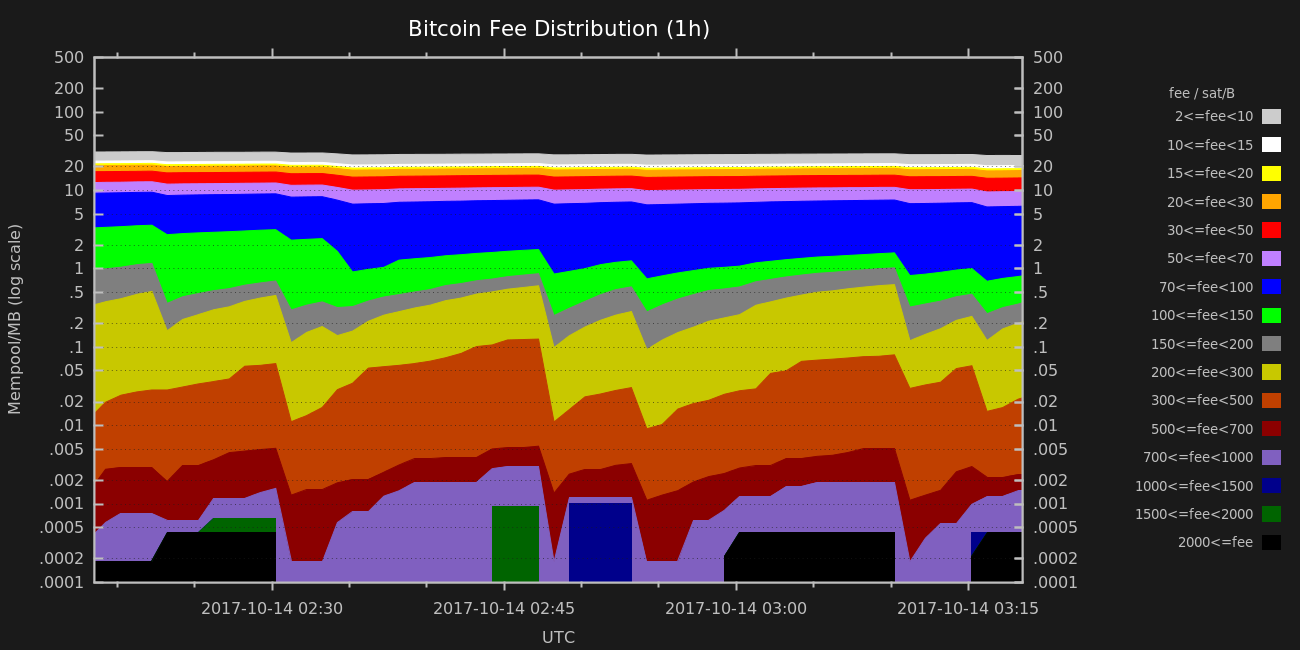 Bitcoin Fee Distribution (1h)
500 500
200 200
100 100
50 50
20 20
10 10
5 5
2 2
1 1
.5 .5
.2 .2
.1 .1
.05 .05
.02 .02
.01 .01
.005 .005
.002 .002
.001 .001
.0005 .0005
.0002 .0002
.0001 .0001
Mempool/MB (log scale)
2017-10-14 02:30 2017-10-14 02:45 2017-10-14 03:00 2017-10-14 03:15
UTC
fee / sat/B
2<=fee<10
10<=fee<15
15<=fee<20
20<=fee<30
30<=fee<50
50<=fee<70
70<=fee<100
100<=fee<150
150<=fee<200
200<=fee<300
300<=fee<500
500<=fee<700
700<=fee<1000
1000<=fee<1500
1500<=fee<2000
2000<=fee